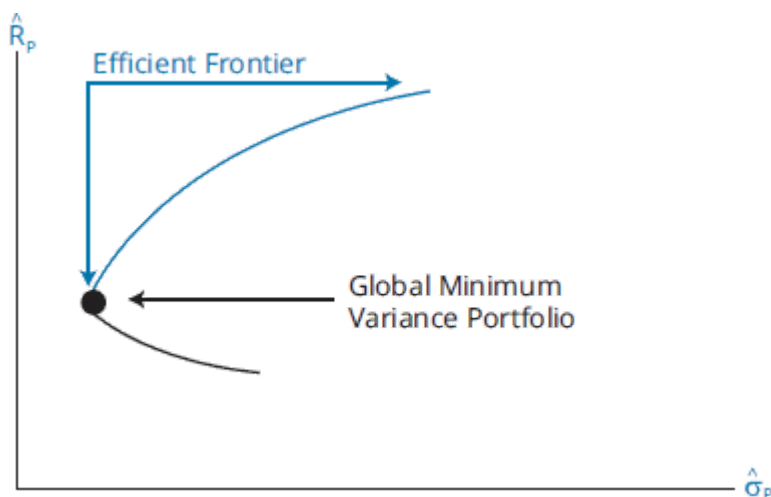 R̂ₚ
Efficient Frontier
Global Minimum
Variance Portfolio
σ̂ₚ